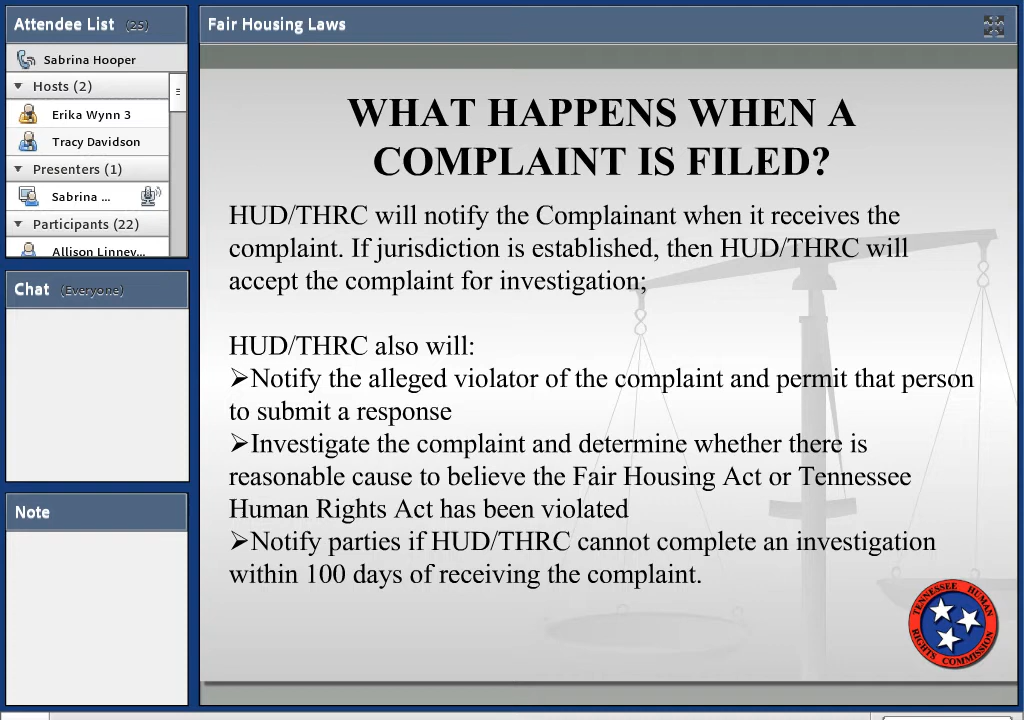 Attendee List (25)
Sabrina Hooper
Hosts (2)
Erika Wynn 3
Tracy Davidson
Presenters (1)
Sabrina ...
Participants (22)
Allison Linney...
Chat (Everyone)
Note
Fair Housing Laws
WHAT HAPPENS WHEN A
COMPLAINT IS FILED?
HUD/THRC will notify the Complainant when it receives the
complaint. If jurisdiction is established, then HUD/THRC will
accept the complaint for investigation;
HUD/THRC also will:
➢Notify the alleged violator of the complaint and permit that person
to submit a response
➢Investigate the complaint and determine whether there is
reasonable cause to believe the Fair Housing Act or Tennessee
Human Rights Act has been violated
➢Notify parties if HUD/THRC cannot complete an investigation
within 100 days of receiving the complaint.
TENNESSEE HUMAN
RIGHTS COMMISSION